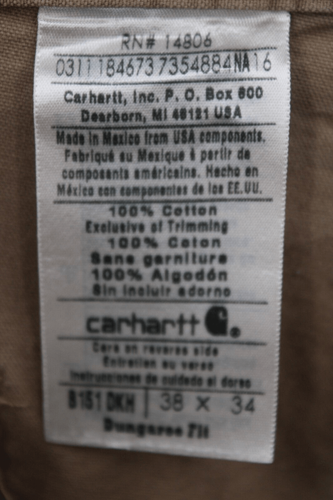 RN# 14806
03111846737354884NA16
Carhartt, Inc. P. O. Box 600
Dearborn, MI 48121 USA
Made in Mexico from USA components.
Fabriqué au Mexique à partir de
composants américains. Hecho en
México con componentes de los EE.UU.
100% Cotton
Exclusive of Trimming
100% Coton
Sans garniture
100% Algodón
Sin incluir adorno
carhartt
Care on reverse side
Entretien au verso
Instrucciones de cuidado al dorso
B151 DKH 38 X 34
Dungaree Fit